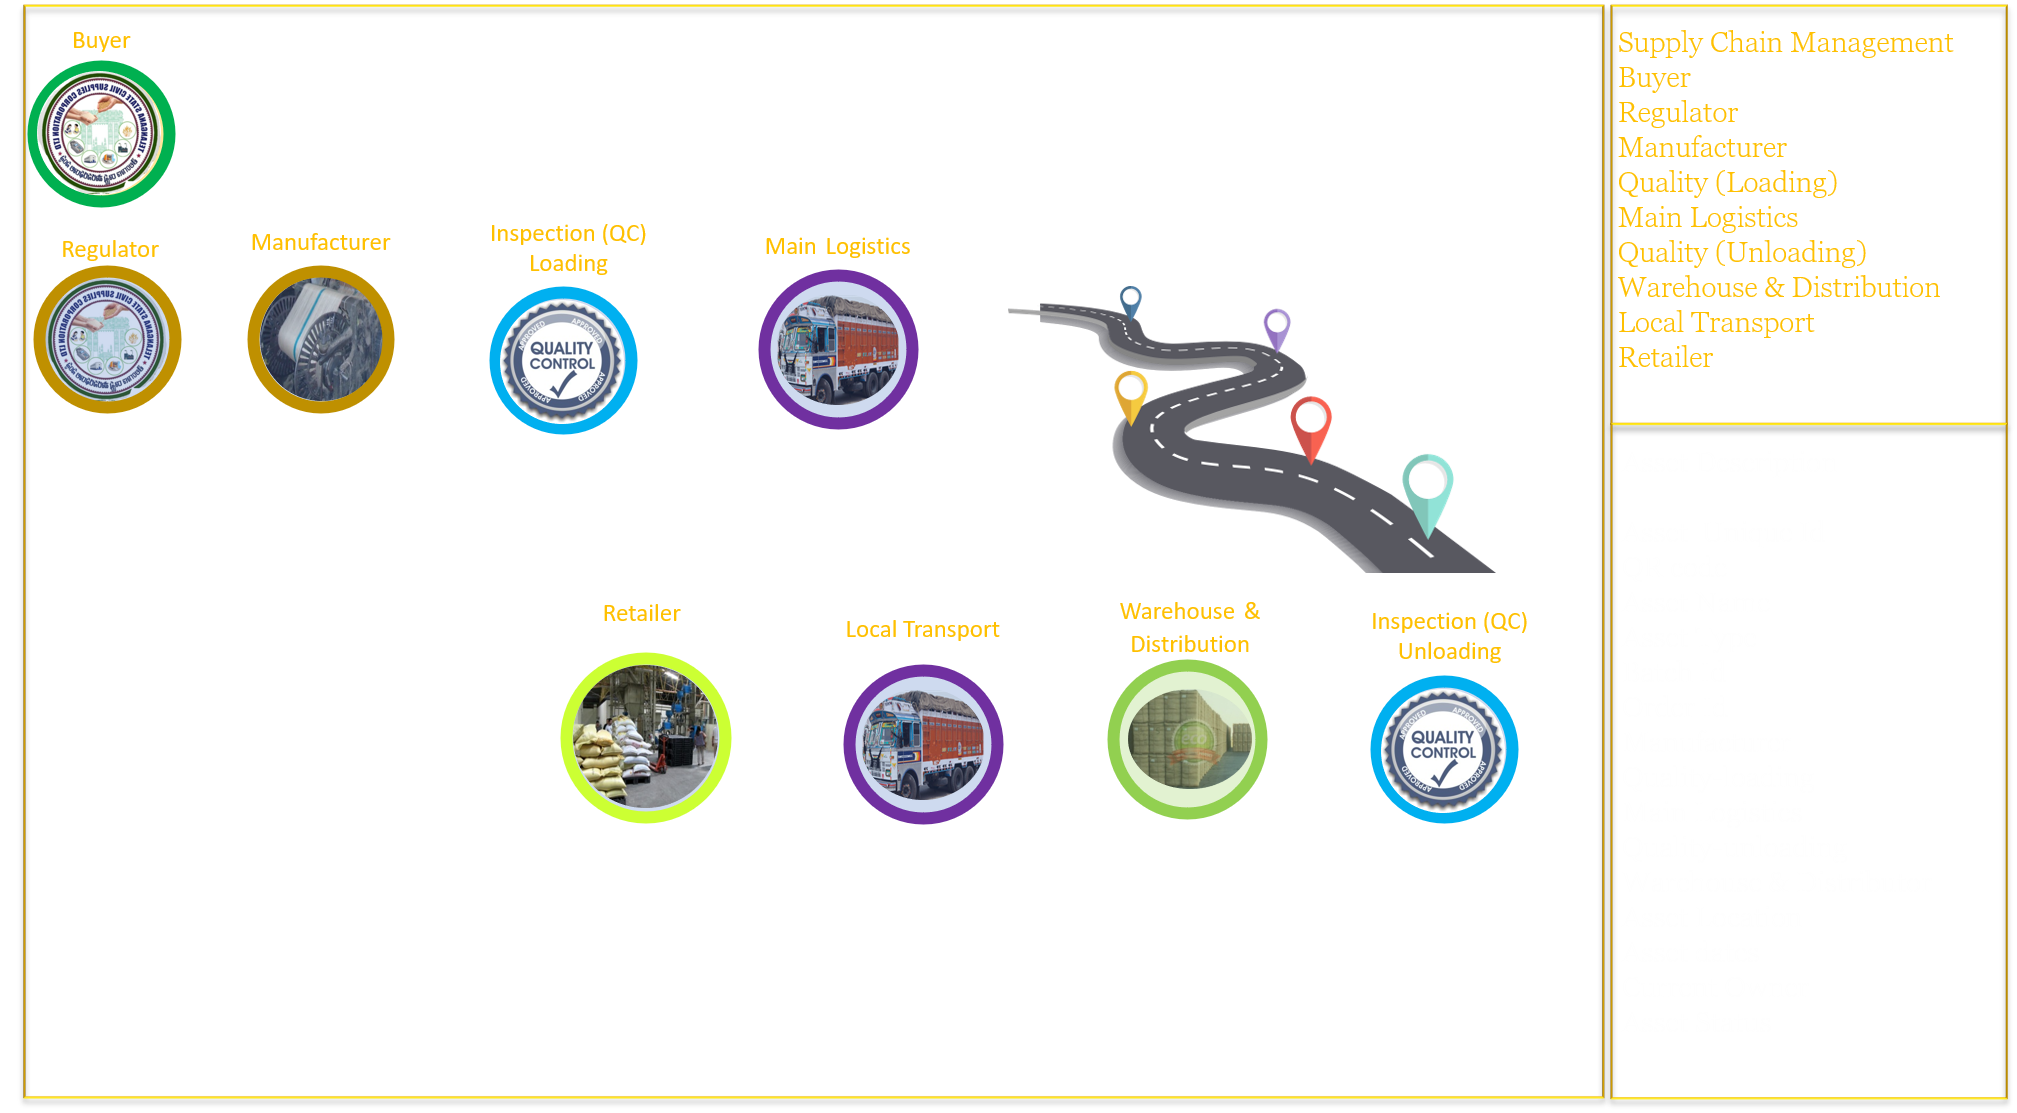 Buyer
Regulator
Manufacturer
Inspection (QC)
Loading
QUALITY
CONTROL
APPROVED
APPROVED
APPROVED
APPROVED
Main Logistics
Retailer
Local Transport
Warehouse &
Distribution
Inspection (QC)
Unloading
QUALITY
CONTROL
APPROVED
APPROVED
APPROVED
APPROVED
Supply Chain Management
Buyer
Regulator
Manufacturer
Quality (Loading)
Main Logistics
Quality (Unloading)
Warehouse & Distribution
Local Transport
Retailer